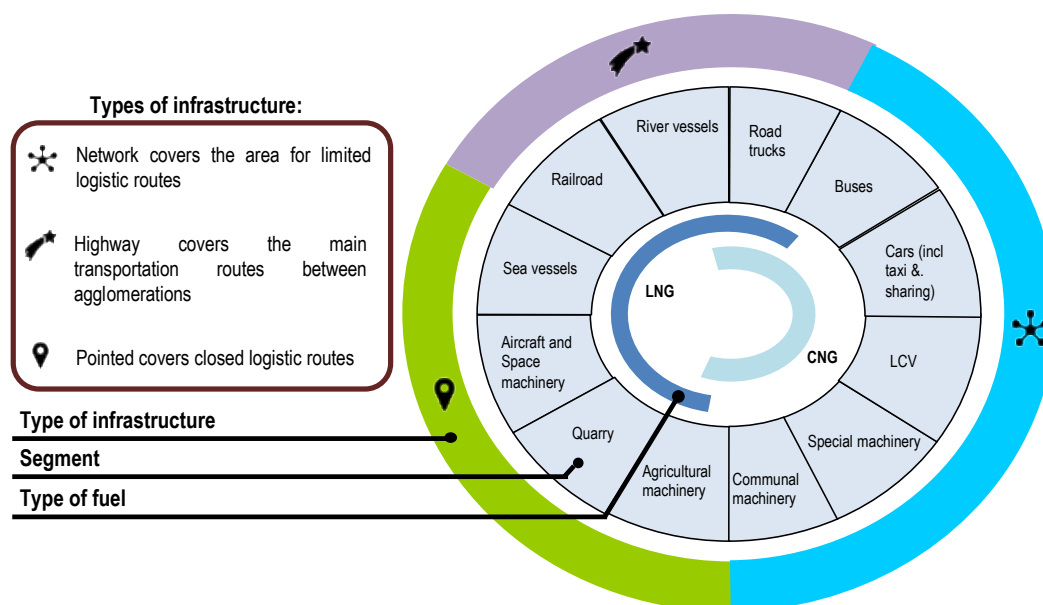 Types of infrastructure:
Network covers the area for limited
logistic routes
Highway covers the main
transportation routes between
agglomerations
Pointed covers closed logistic routes
Type of infrastructure
Segment
Type of fuel
River vessels
Road
trucks
Buses
Cars (incl
taxi &.
sharing)
LCV
Special machinery
Communal
machinery
Agricultural
machinery
Quarry
Aircraft and
Space
machinery
Sea vessels
Railroad
LNG
CNG